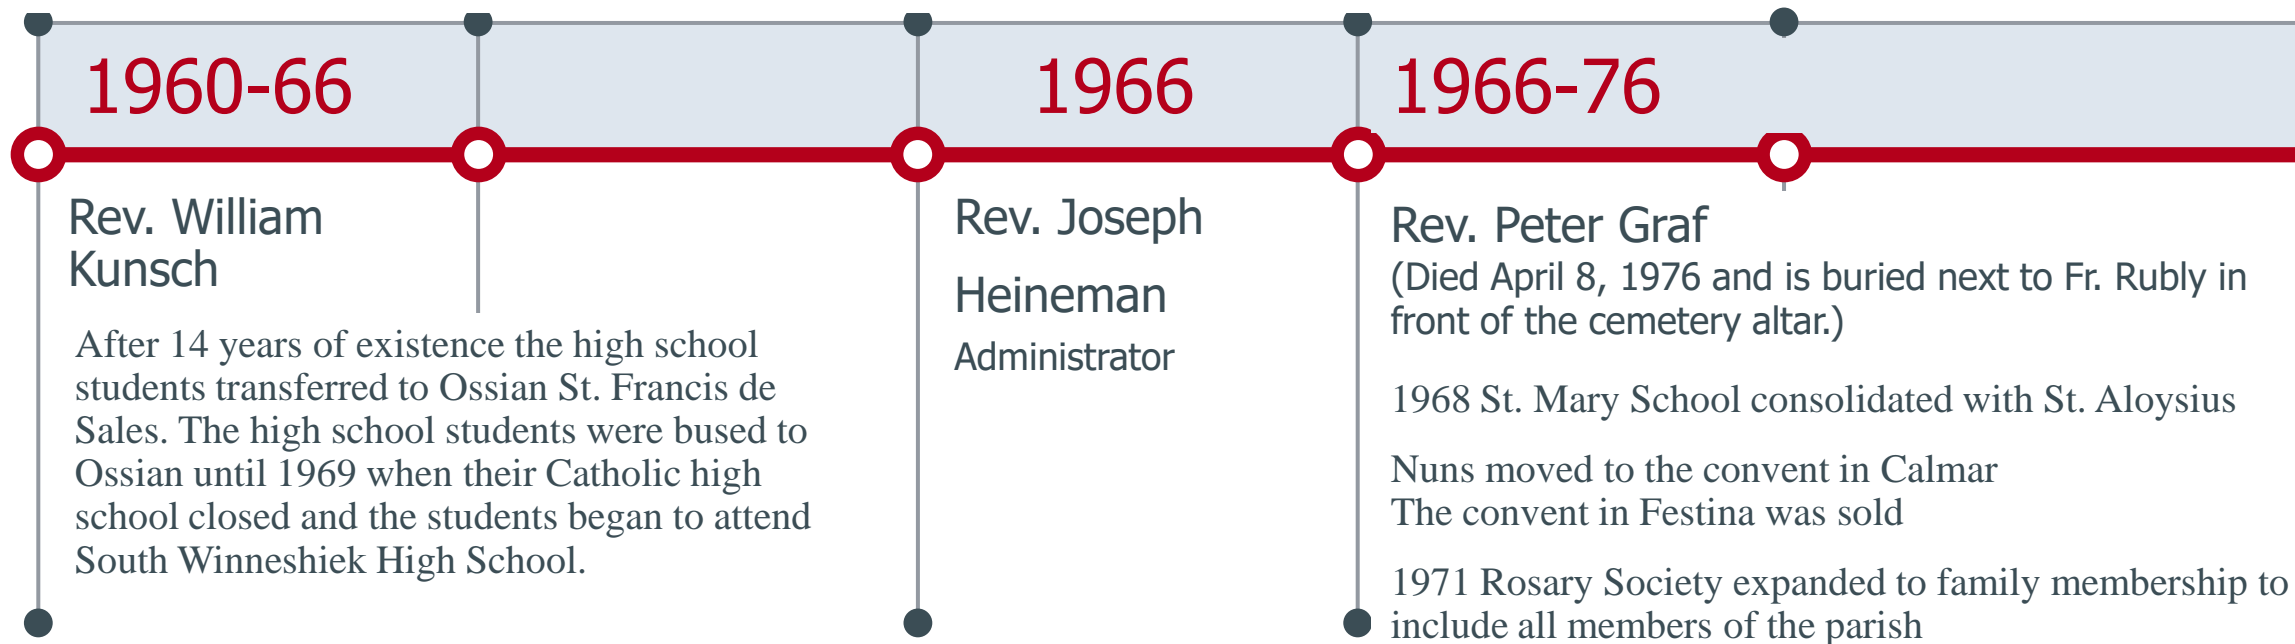 1960-66
Rev. William
Kunsch
After 14 years of existence the high school
students transferred to Ossian St. Francis de
Sales. The high school students were bused to
Ossian until 1969 when their Catholic high
school closed and the students began to attend
South Winneshiek High School.
1966
Rev. Joseph
Heineman
Administrator
1966-76
Rev. Peter Graf
(Died April 8, 1976 and is buried next to Fr. Rubly in
front of the cemetery altar.)
1968 St. Mary School consolidated with St. Aloysius
Nuns moved to the convent in Calmar
The convent in Festina was sold
1971 Rosary Society expanded to family membership to
include all members of the parish